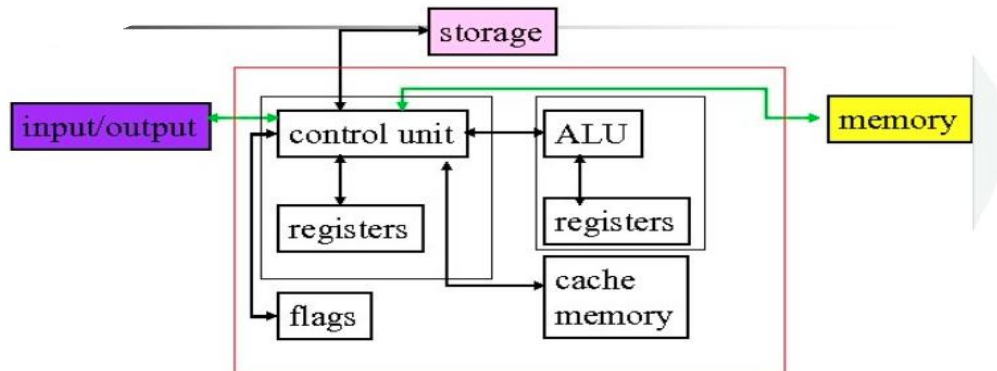 storage
input/output
control unit
ALU
memory
registers
registers
cache
memory
flags